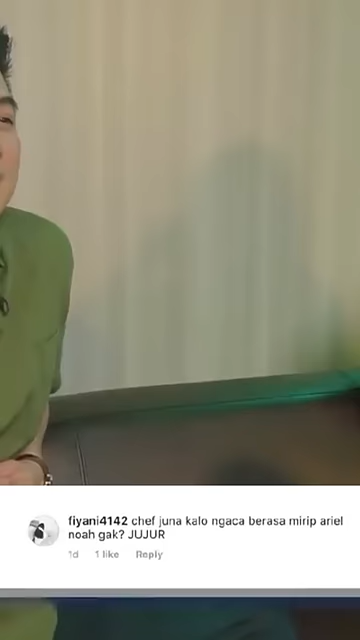 fiyani4142 chef juna kalo ngaca berasa mirip ariel
noah gak? JUJUR
1d 1 like Reply